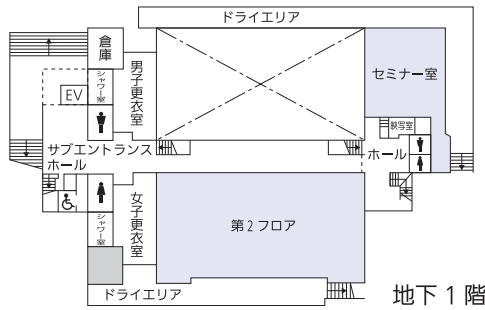 ドライエリア
倉庫
シャワー室
男子更衣室
セミナー室
EV
映写室
サブエントランス
ホール
ホール
シャワー室
女子更衣室
第2フロア
ドライエリア
地下1階